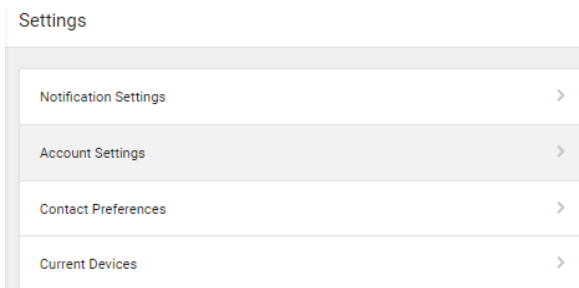 Settings
Notification Settings
Account Settings
Contact Preferences
Current Devices